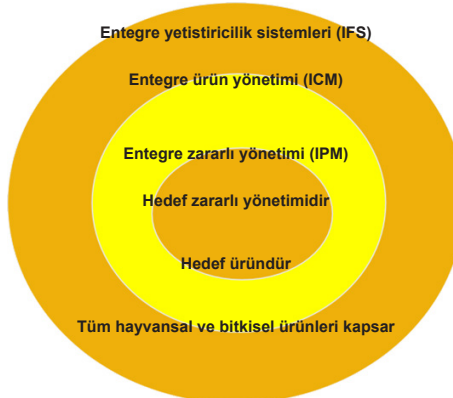 Entegre yetistiricilik sistemleri (IFS)
Entegre ürün yönetimi (ICM)
Entegre zararlı yönetimi (IPM)
Hedef zararlı yönetimidir
Hedef üründür
Tüm hayvansal ve bitkisel ürünleri kapsar